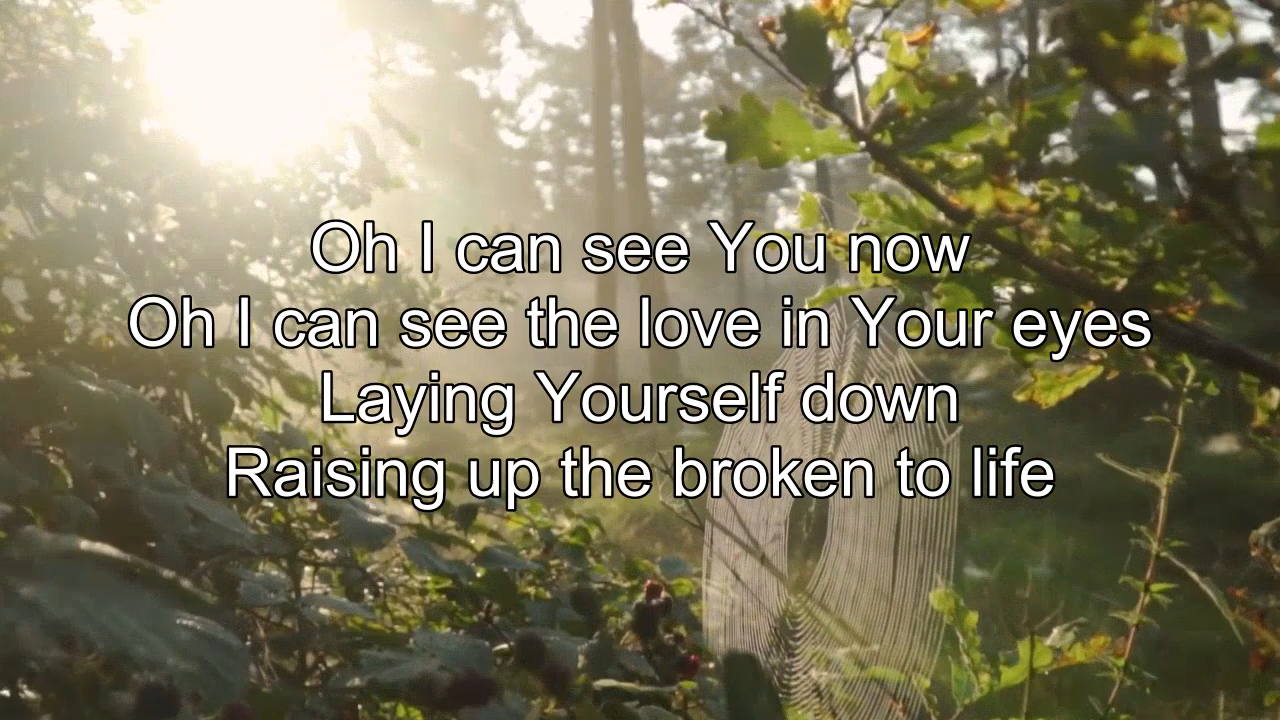 Oh I can see You now
Oh I can see the love in Your eyes
Laying Yourself down
Raising up the broken to life